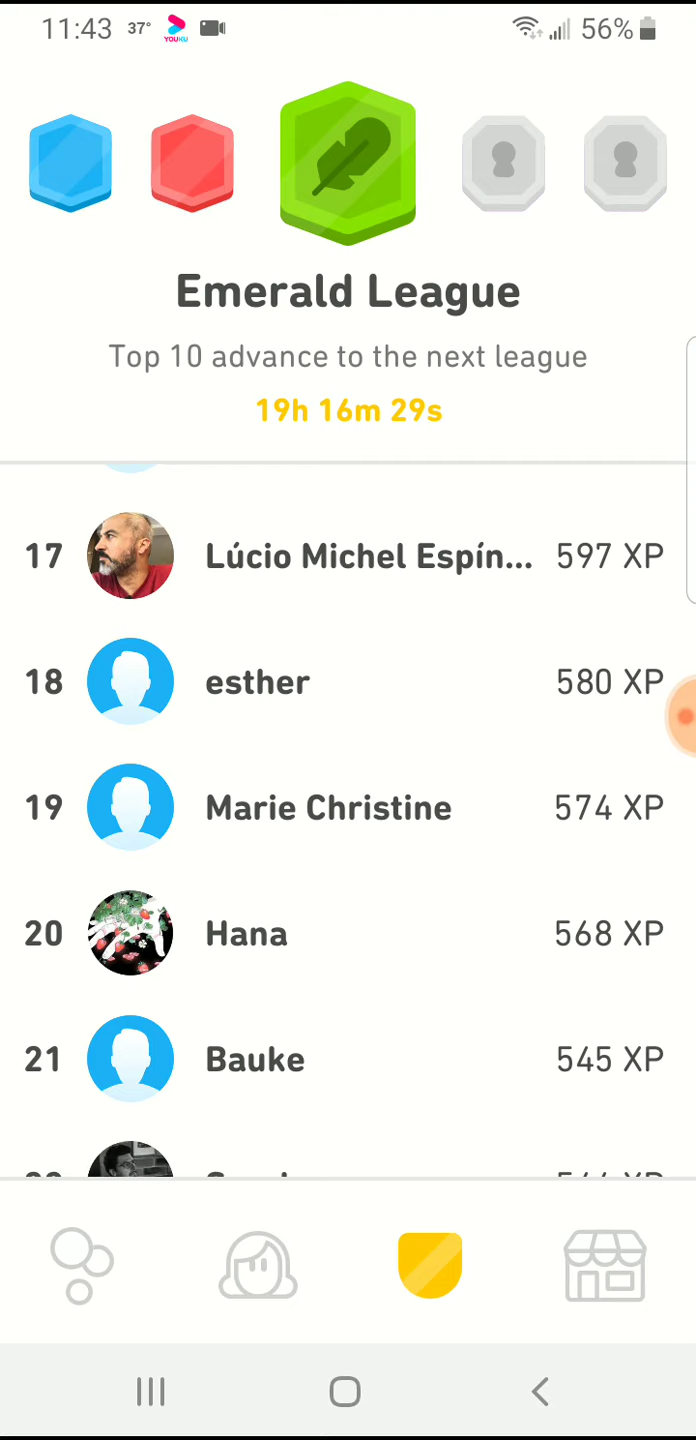 11:43 37° YOUKU 56%
Emerald League
Top 10 advance to the next league
19h 16m 29s
17 Lúcio Michel Espín... 597 XP
18 esther 580 XP
19 Marie Christine 574 XP
20 Hana 568 XP
21 Bauke 545 XP